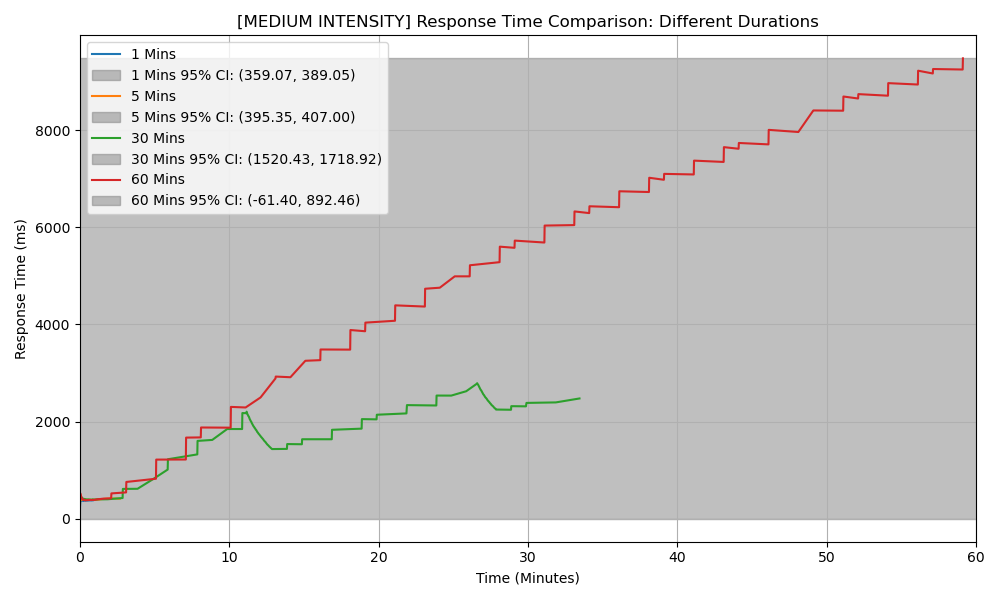 [MEDIUM INTENSITY] Response Time Comparison: Different Durations
1 Mins
1 Mins 95% CI: (359.07, 389.05)
5 Mins
5 Mins 95% CI: (395.35, 407.00)
30 Mins
30 Mins 95% CI: (1520.43, 1718.92)
60 Mins
60 Mins 95% CI: (-61.40, 892.46)
Response Time (ms)
8000
6000
4000
2000
0
0 10 20 30 40 50 60
Time (Minutes)